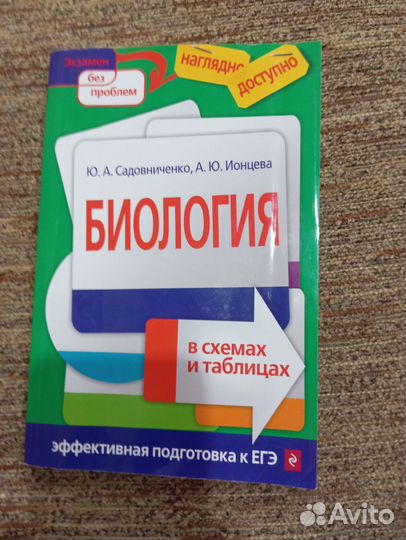 Экзамен
без
проблем
наглядно
доступно
Ю. А. Садовниченко, А. Ю. Ионцева
БИОЛОГИЯ
в схемах
и таблицах
эффективная подготовка к ЕГЭ
Avito